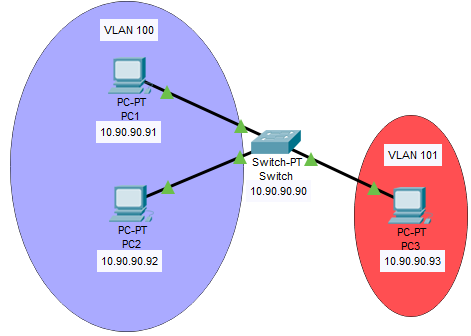 VLAN 100
PC-PT
PC1
10.90.90.91
Switch-PT
Switch
10.90.90.90
VLAN 101
PC-PT
PC2
10.90.90.92
PC-PT
PC3
10.90.90.93